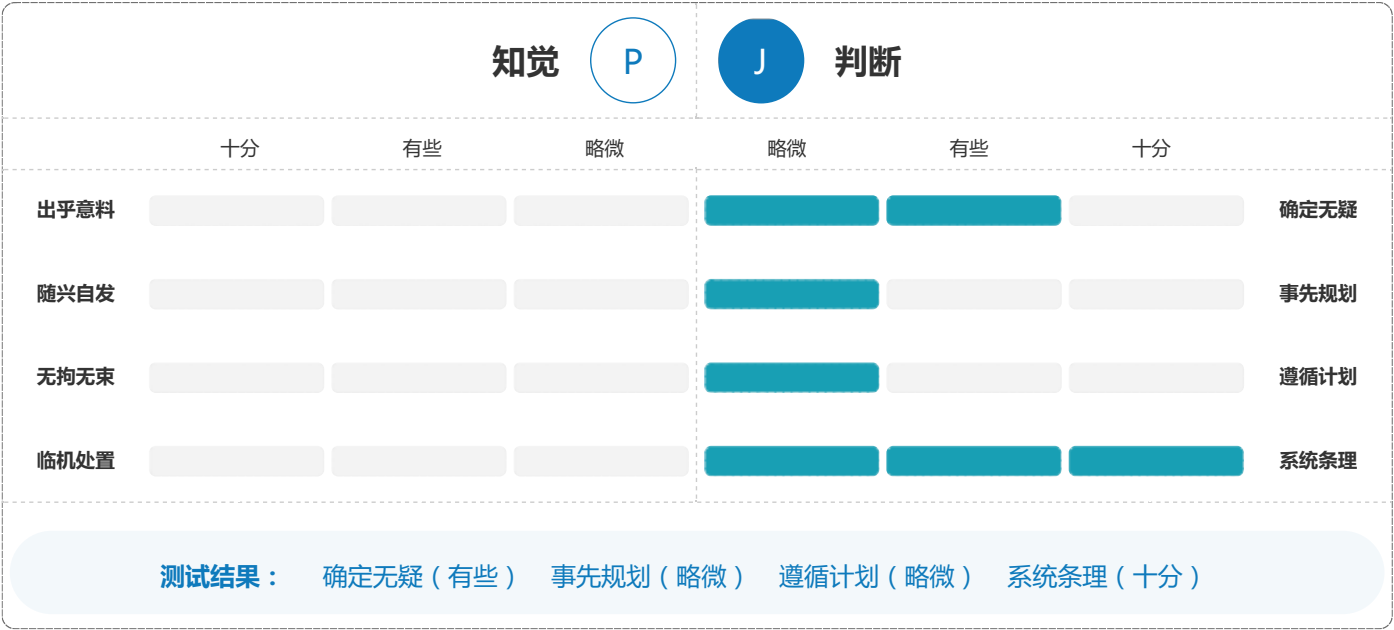 知觉 P J 判断
十分 有些 略微 略微 有些 十分
出乎意料 确定无疑
随兴自发 事先规划
无拘无束 遵循计划
临机处置 系统条理
测试结果： 确定无疑（有些） 事先规划（略微） 遵循计划（略微） 系统条理（十分）